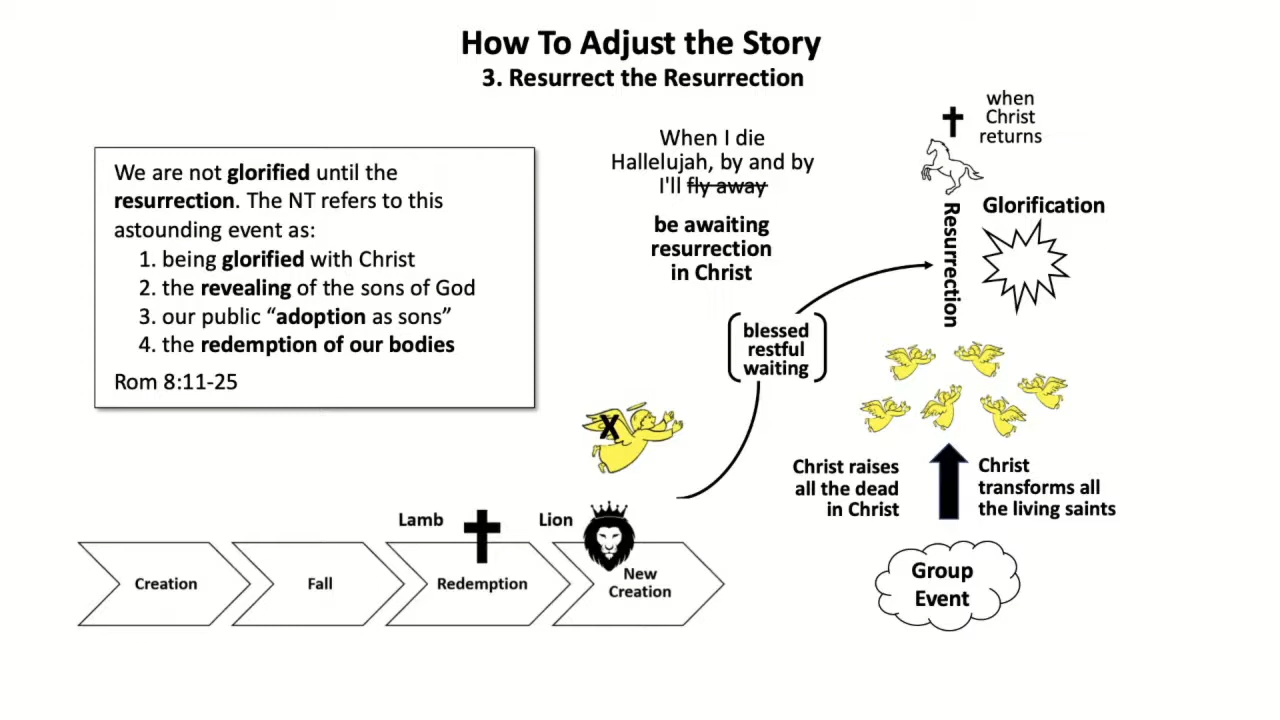 How To Adjust the Story
3. Resurrect the Resurrection
We are not glorified until the
resurrection. The NT refers to this
astounding event as:
1. being glorified with Christ
2. the revealing of the sons of God
3. our public “adoption as sons”
4. the redemption of our bodies
Rom 8:11-25
When I die
Hallelujah, by and by
I'll fly away
be awaiting
resurrection
in Christ
blessed
restful
waiting
when
Christ
returns
Resurrection
Glorification
X
Christ raises
all the dead
in Christ
Christ
transforms all
the living saints
Group
Event
Lamb
Lion
Creation
Fall
Redemption
New
Creation